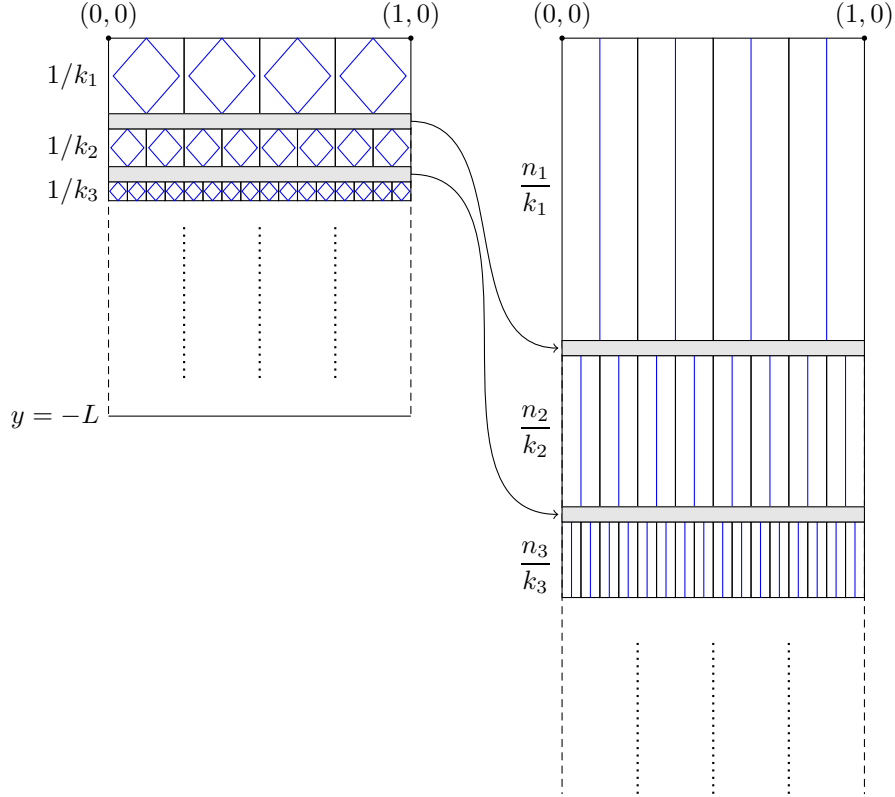 (0, 0) (1, 0)
1/k₁
1/k₂
1/k₃
y = −L
(0, 0) (1, 0)
n₁/k₁
n₂/k₂
n₃/k₃